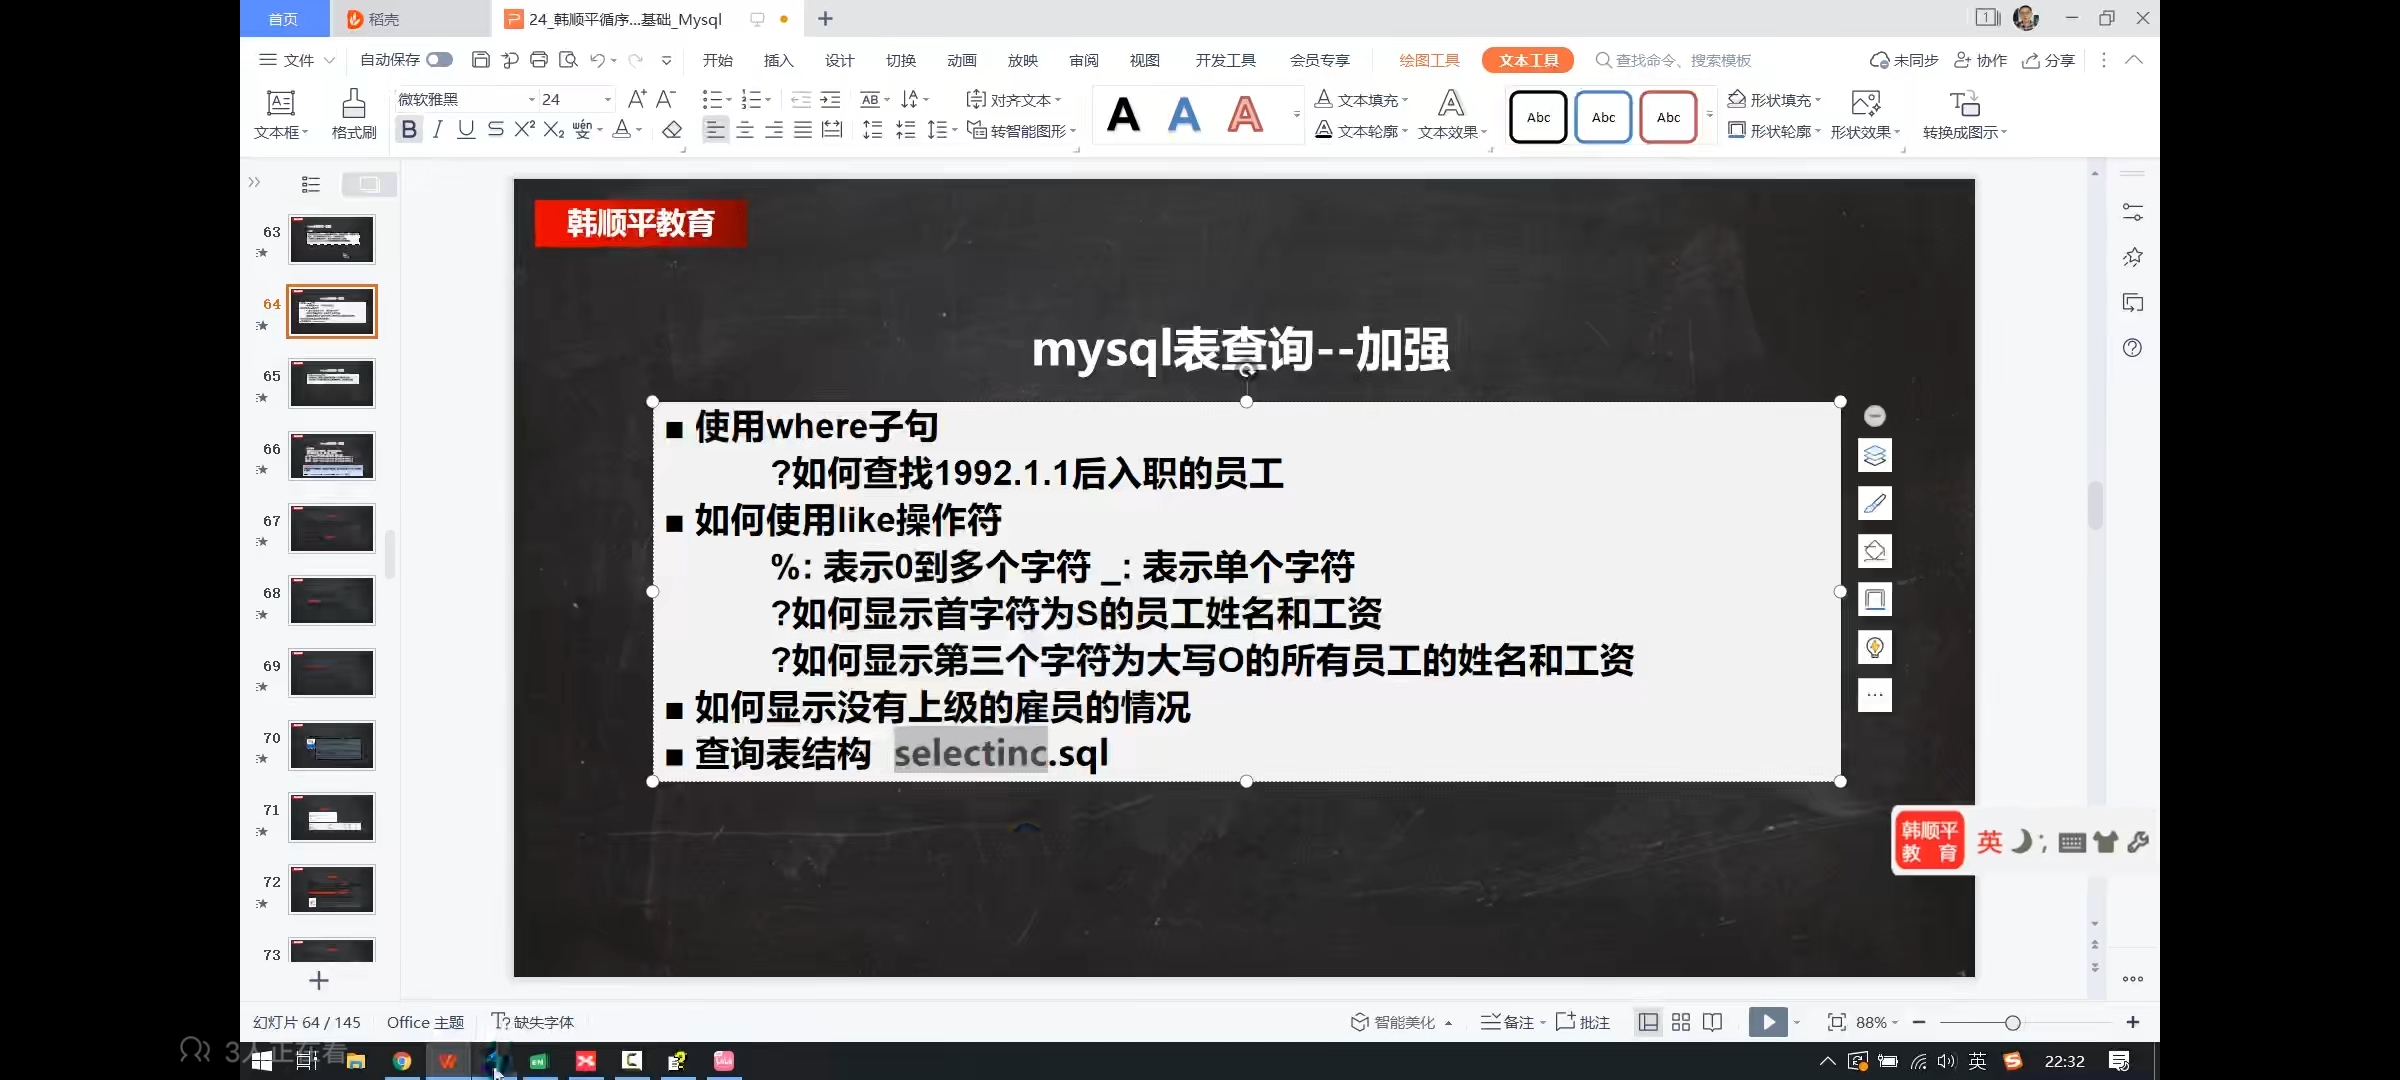 首页
稻壳
24_韩顺平循序...基础_Mysql
1
文件
自动保存
开始 插入 设计 切换 动画 放映 审阅 视图 开发工具 会员专享
绘图工具
文本工具
查找命令、搜索模板
未同步 协作 分享
文本框
格式刷
微软雅黑 24
对齐文本
转智能图形
A A A
文本填充
文本轮廓
文本效果
Abc Abc Abc
形状填充
形状轮廓
形状效果
转换成图示
63
64
65
66
67
68
69
70
71
72
73
韩顺平教育
mysql表查询--加强
■ 使用where子句
?如何查找1992.1.1后入职的员工
■ 如何使用like操作符
%: 表示0到多个字符 _: 表示单个字符
?如何显示首字符为S的员工姓名和工资
?如何显示第三个字符为大写O的所有员工的姓名和工资
■ 如何显示没有上级的雇员的情况
■ 查询表结构 selectinc.sql
韩顺平
教 育
英
幻灯片 64 / 145
Office 主题
缺失字体
智能美化
备注
批注
88%
3人正在看
英
22:32